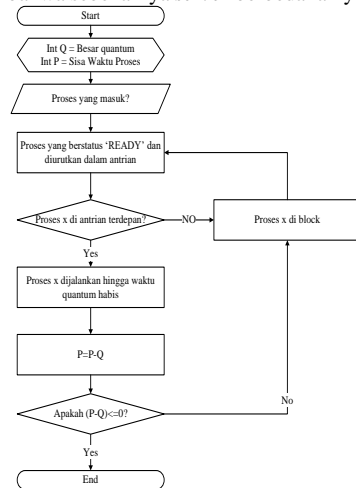 Start
Int Q = Besar quantum
Int P = Sisa Waktu Proses
Proses yang masuk?
Proses yang berstatus ‘READY’ dan
diurutkan dalam antrian
Proses x di antrian terdepan?
NO
Proses x di block
Yes
Proses x dijalankan hingga waktu
quantum habis
P=P-Q
No
Apakah (P-Q)<=0?
Yes
End